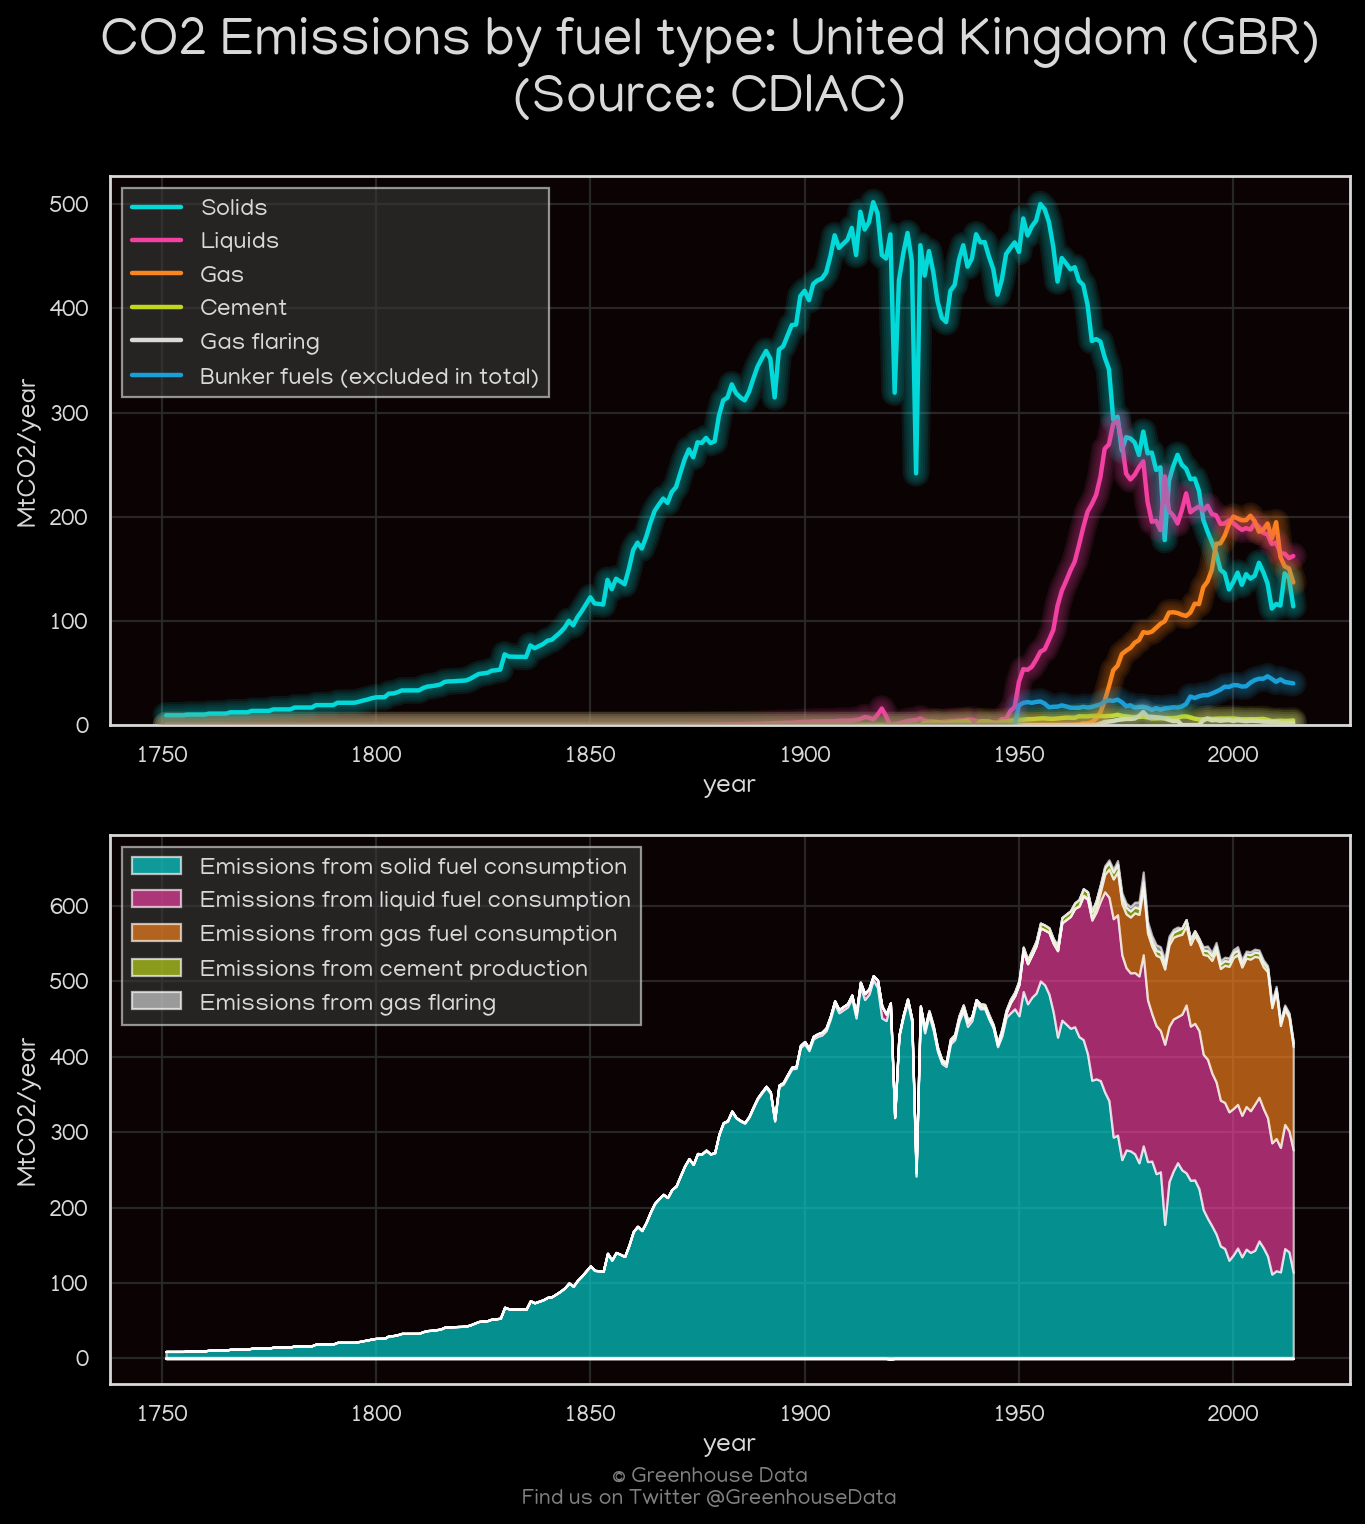 CO2 Emissions by fuel type: United Kingdom (GBR)
(Source: CDIAC)
500
400
300
200
100
0
MtCO2/year
Solids
Liquids
Gas
Cement
Gas flaring
Bunker fuels (excluded in total)
1750 1800 1850 1900 1950 2000
year
600
500
400
300
200
100
0
MtCO2/year
Emissions from solid fuel consumption
Emissions from liquid fuel consumption
Emissions from gas fuel consumption
Emissions from cement production
Emissions from gas flaring
1750 1800 1850 1900 1950 2000
year
© Greenhouse Data
Find us on Twitter @GreenhouseData